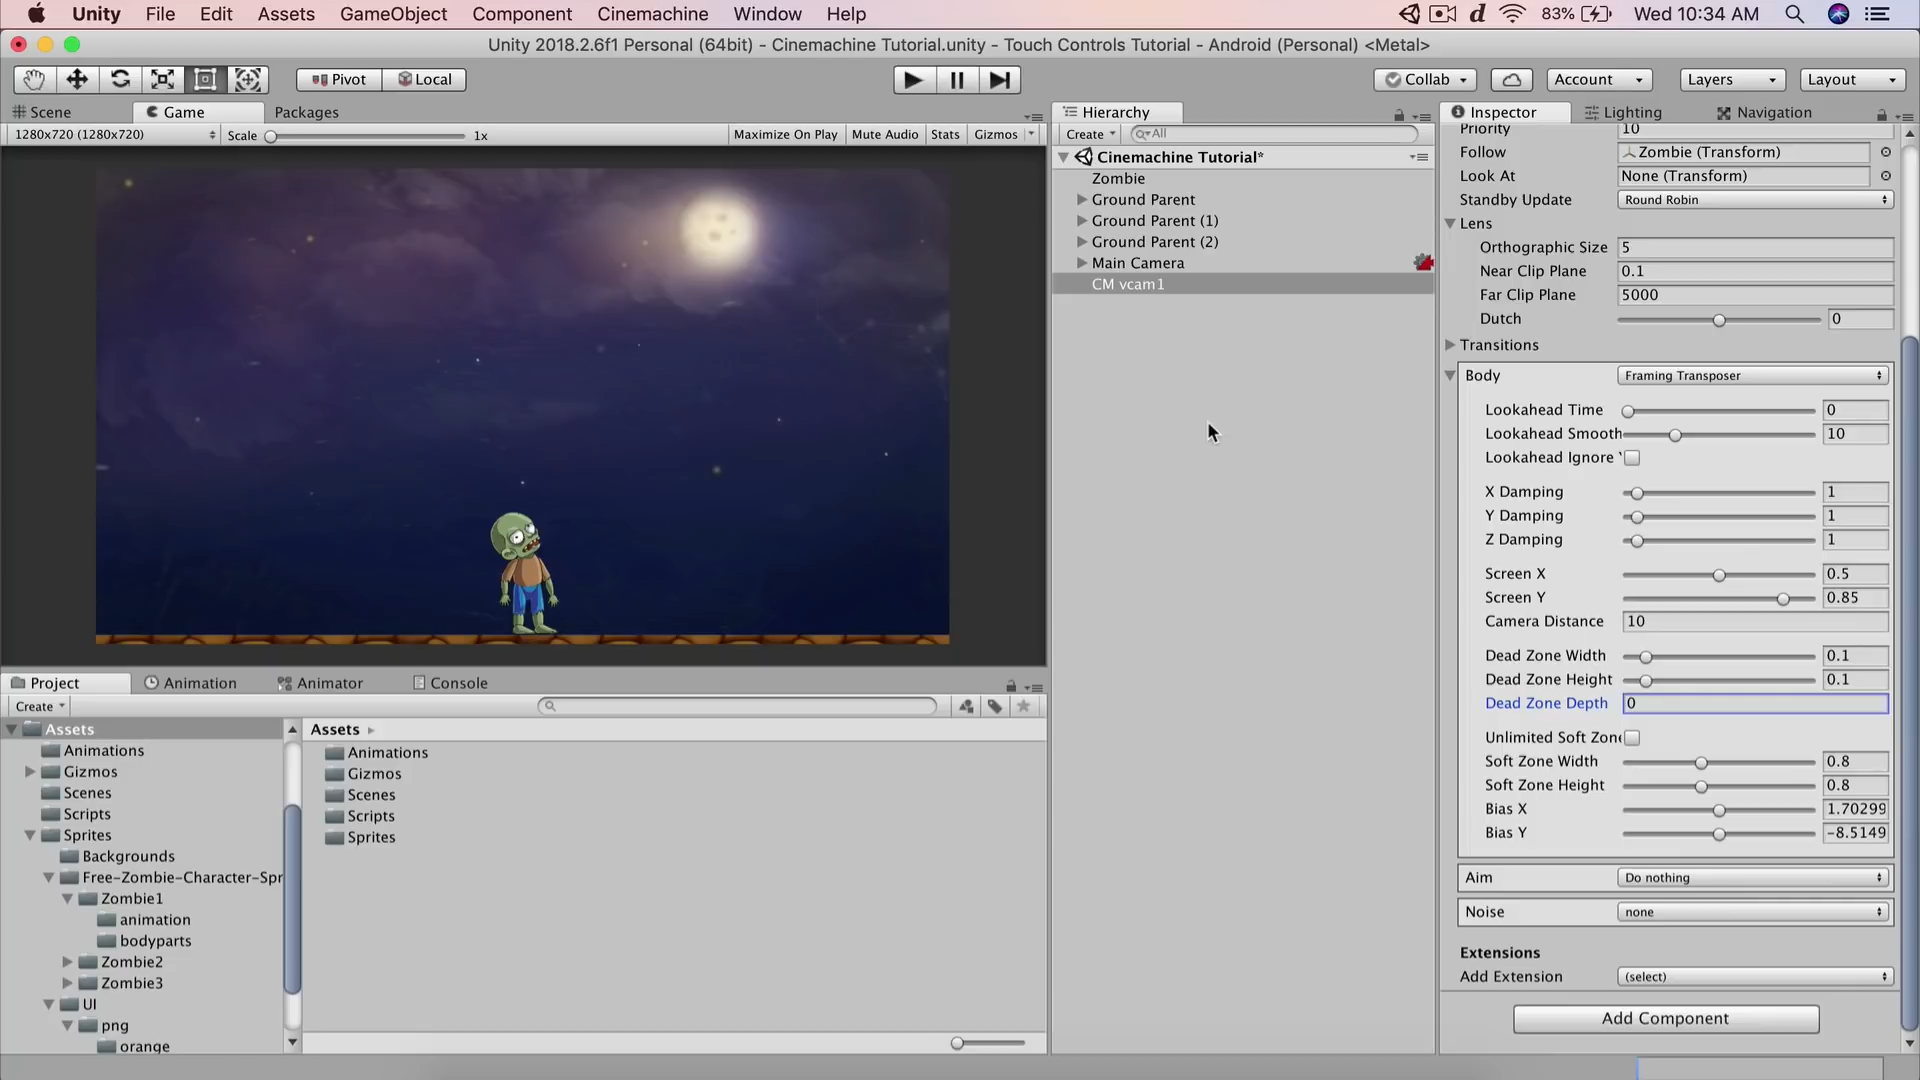 Unity File Edit Assets GameObject Component Cinemachine Window Help d 83% Wed 10:34 AM
Unity 2018.2.6f1 Personal (64bit) - Cinemachine Tutorial.unity - Touch Controls Tutorial - Android (Personal) <Metal>
Pivot Local Collab Account Layers Layout
Scene Game Packages
1280x720 (1280x720) Scale 1x Maximize On Play Mute Audio Stats Gizmos
Hierarchy
Create All
Cinemachine Tutorial*
Zombie
Ground Parent
Ground Parent (1)
Ground Parent (2)
Main Camera
CM vcam1
Inspector Lighting Navigation
Priority 10
Follow Zombie (Transform)
Look At None (Transform)
Standby Update Round Robin
Lens
Orthographic Size 5
Near Clip Plane 0.1
Far Clip Plane 5000
Dutch 0
Transitions
Body Framing Transposer
Lookahead Time 0
Lookahead Smooth 10
Lookahead Ignore
X Damping 1
Y Damping 1
Z Damping 1
Screen X 0.5
Screen Y 0.85
Camera Distance 10
Dead Zone Width 0.1
Dead Zone Height 0.1
Dead Zone Depth 0
Unlimited Soft Zone
Soft Zone Width 0.8
Soft Zone Height 0.8
Bias X 1.70299
Bias Y -8.5149
Aim Do nothing
Noise none
Extensions
Add Extension (select)
Add Component
Project Animation Animator Console
Create
Assets
Animations
Gizmos
Scenes
Scripts
Sprites
Backgrounds
Free-Zombie-Character-Spr
Zombie1
animation
bodyparts
Zombie2
Zombie3
UI
png
orange
Assets
Animations
Gizmos
Scenes
Scripts
Sprites